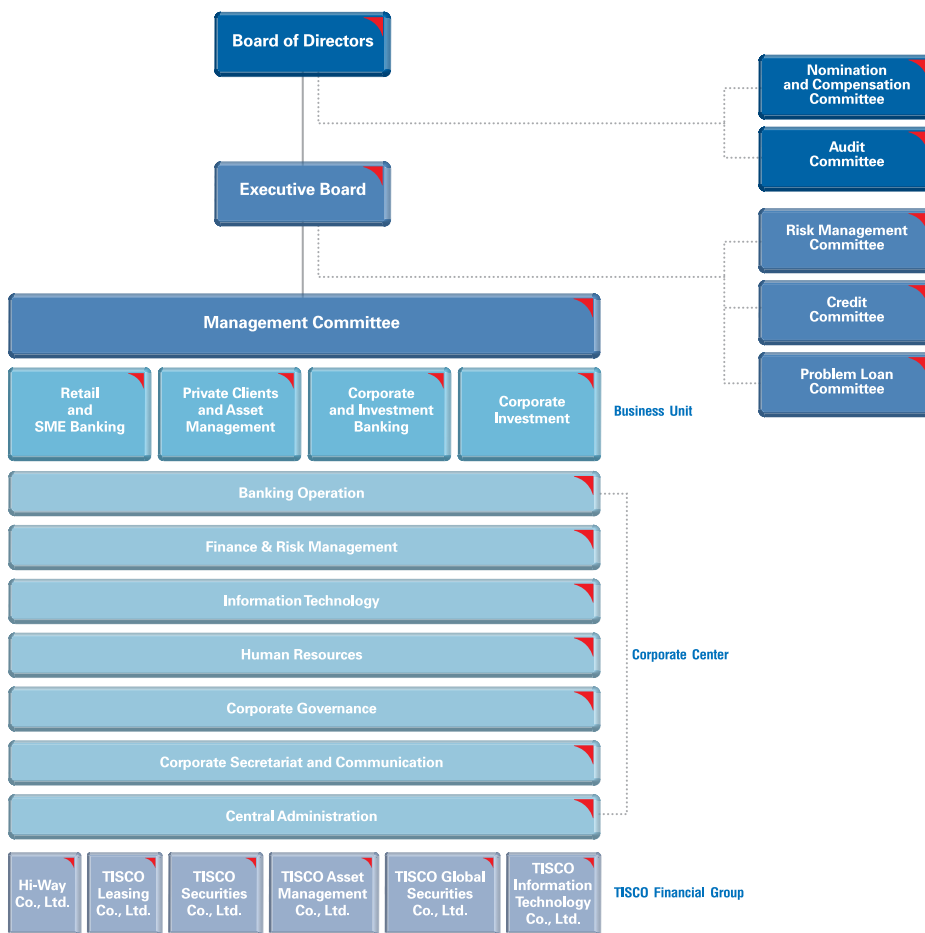 Board of Directors
Nomination
and Compensation
Committee
Audit
Committee
Executive Board
Risk Management
Committee
Credit
Committee
Problem Loan
Committee
Management Committee
Retail
and
SME Banking
Private Clients
and Asset
Management
Corporate
and Investment
Banking
Corporate
Investment
Business Unit
Banking Operation
Finance & Risk Management
Information Technology
Human Resources
Corporate Center
Corporate Governance
Corporate Secretariat and Communication
Central Administration
Hi-Way
Co., Ltd.
TISCO
Leasing
Co., Ltd.
TISCO
Securities
Co., Ltd.
TISCO Asset
Management
Co., Ltd.
TISCO Global
Securities
Co., Ltd.
TISCO
Information
Technology
Co., Ltd.
TISCO Financial Group